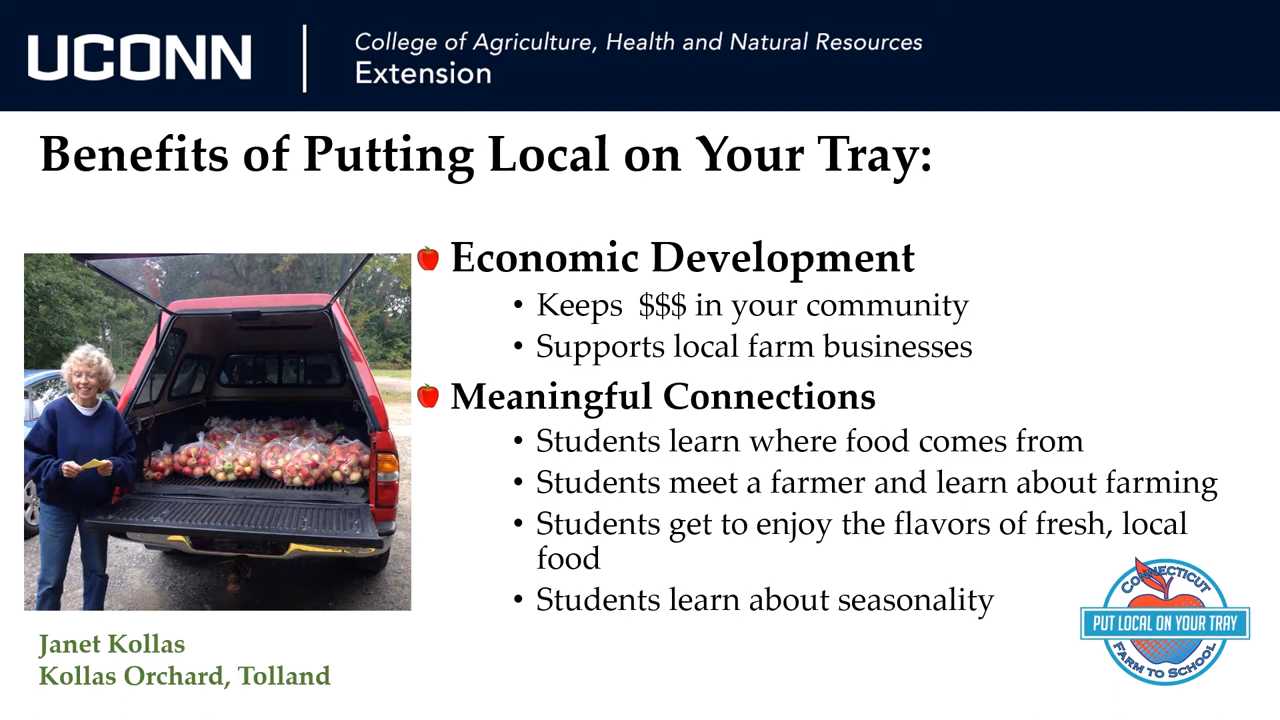 UCONN
College of Agriculture, Health and Natural Resources
Extension
Benefits of Putting Local on Your Tray:
Economic Development
• Keeps $$$ in your community
• Supports local farm businesses
Meaningful Connections
• Students learn where food comes from
• Students meet a farmer and learn about farming
• Students get to enjoy the flavors of fresh, local
food
• Students learn about seasonality
Janet Kollas
Kollas Orchard, Tolland
CONNECTICUT
PUT LOCAL ON YOUR TRAY
FARM TO SCHOOL